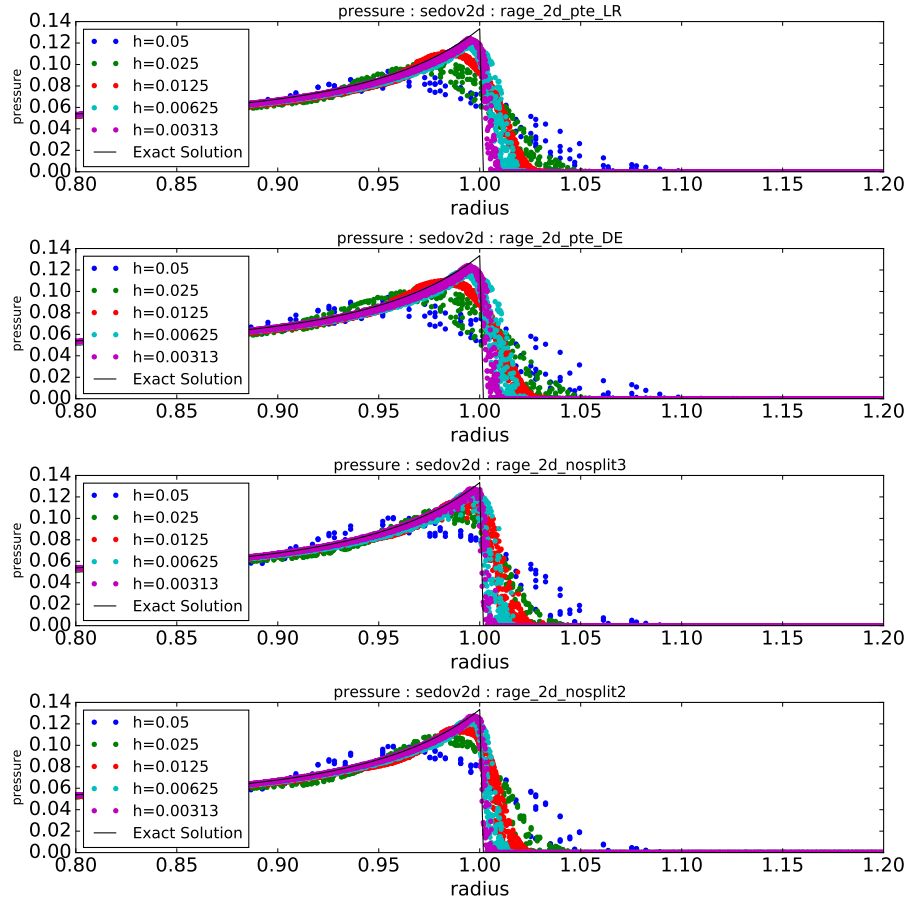 pressure : sedov2d : rage_2d_pte_LR
0.14
0.12
0.10
0.08
0.06
0.04
0.02
0.00
pressure
h=0.05
h=0.025
h=0.0125
h=0.00625
h=0.00313
Exact Solution
0.80 0.85 0.90 0.95 1.00 1.05 1.10 1.15 1.20
radius
pressure : sedov2d : rage_2d_pte_DE
0.14
0.12
0.10
0.08
0.06
0.04
0.02
0.00
pressure
h=0.05
h=0.025
h=0.0125
h=0.00625
h=0.00313
Exact Solution
0.80 0.85 0.90 0.95 1.00 1.05 1.10 1.15 1.20
radius
pressure : sedov2d : rage_2d_nosplit3
0.14
0.12
0.10
0.08
0.06
0.04
0.02
0.00
pressure
h=0.05
h=0.025
h=0.0125
h=0.00625
h=0.00313
Exact Solution
0.80 0.85 0.90 0.95 1.00 1.05 1.10 1.15 1.20
radius
pressure : sedov2d : rage_2d_nosplit2
0.14
0.12
0.10
0.08
0.06
0.04
0.02
0.00
pressure
h=0.05
h=0.025
h=0.0125
h=0.00625
h=0.00313
Exact Solution
0.80 0.85 0.90 0.95 1.00 1.05 1.10 1.15 1.20
radius